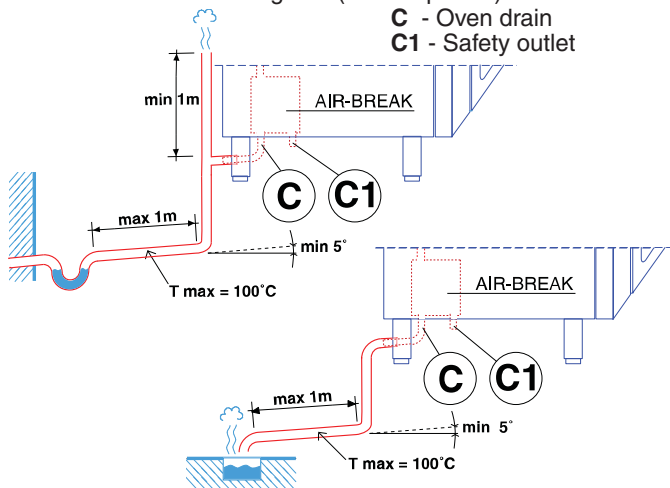 C - Oven drain
C1 - Safety outlet
min 1m
AIR-BREAK
C
C1
max 1m
min 5°
T max = 100°C
AIR-BREAK
C
C1
max 1m
min 5°
T max = 100°C